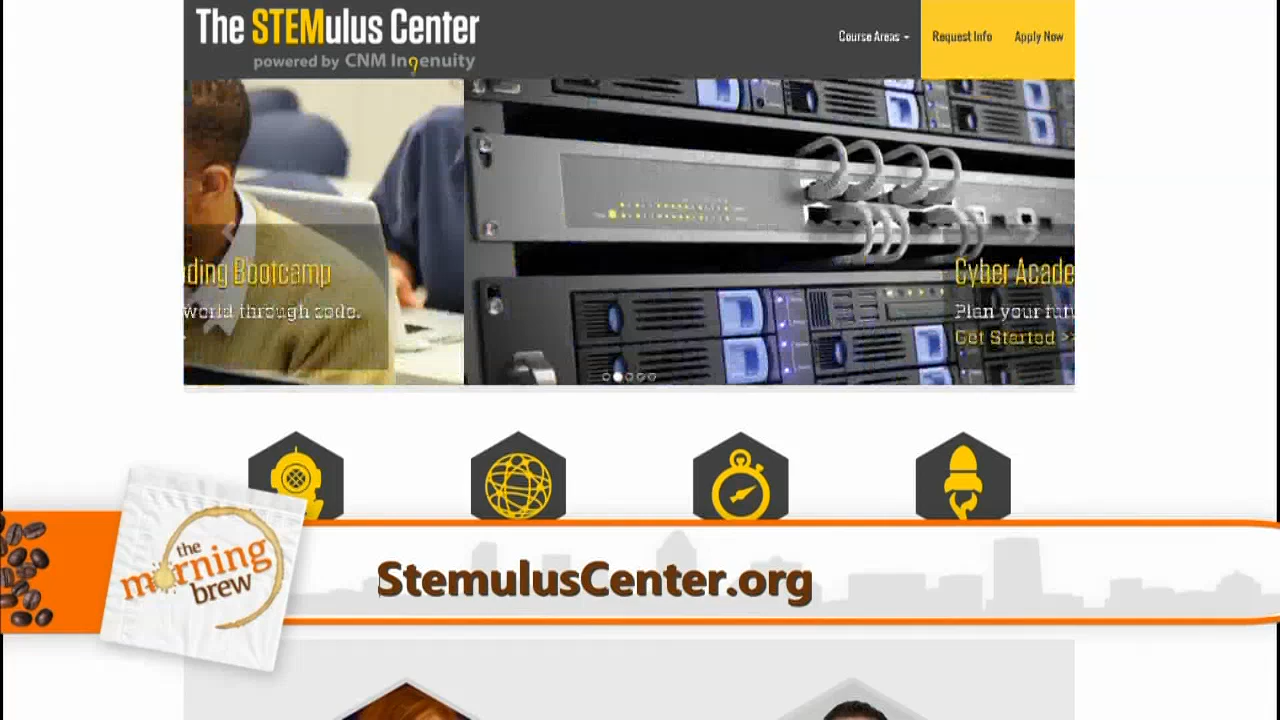 The STEMulus Center
powered by CNM Ingenuity
Course Areas
Request Info
Apply Now
ding Bootcamp
world through code.
Cyber Acade
Plan your futu
Get Started >>
the
morning
brew
StemulusCenter.org